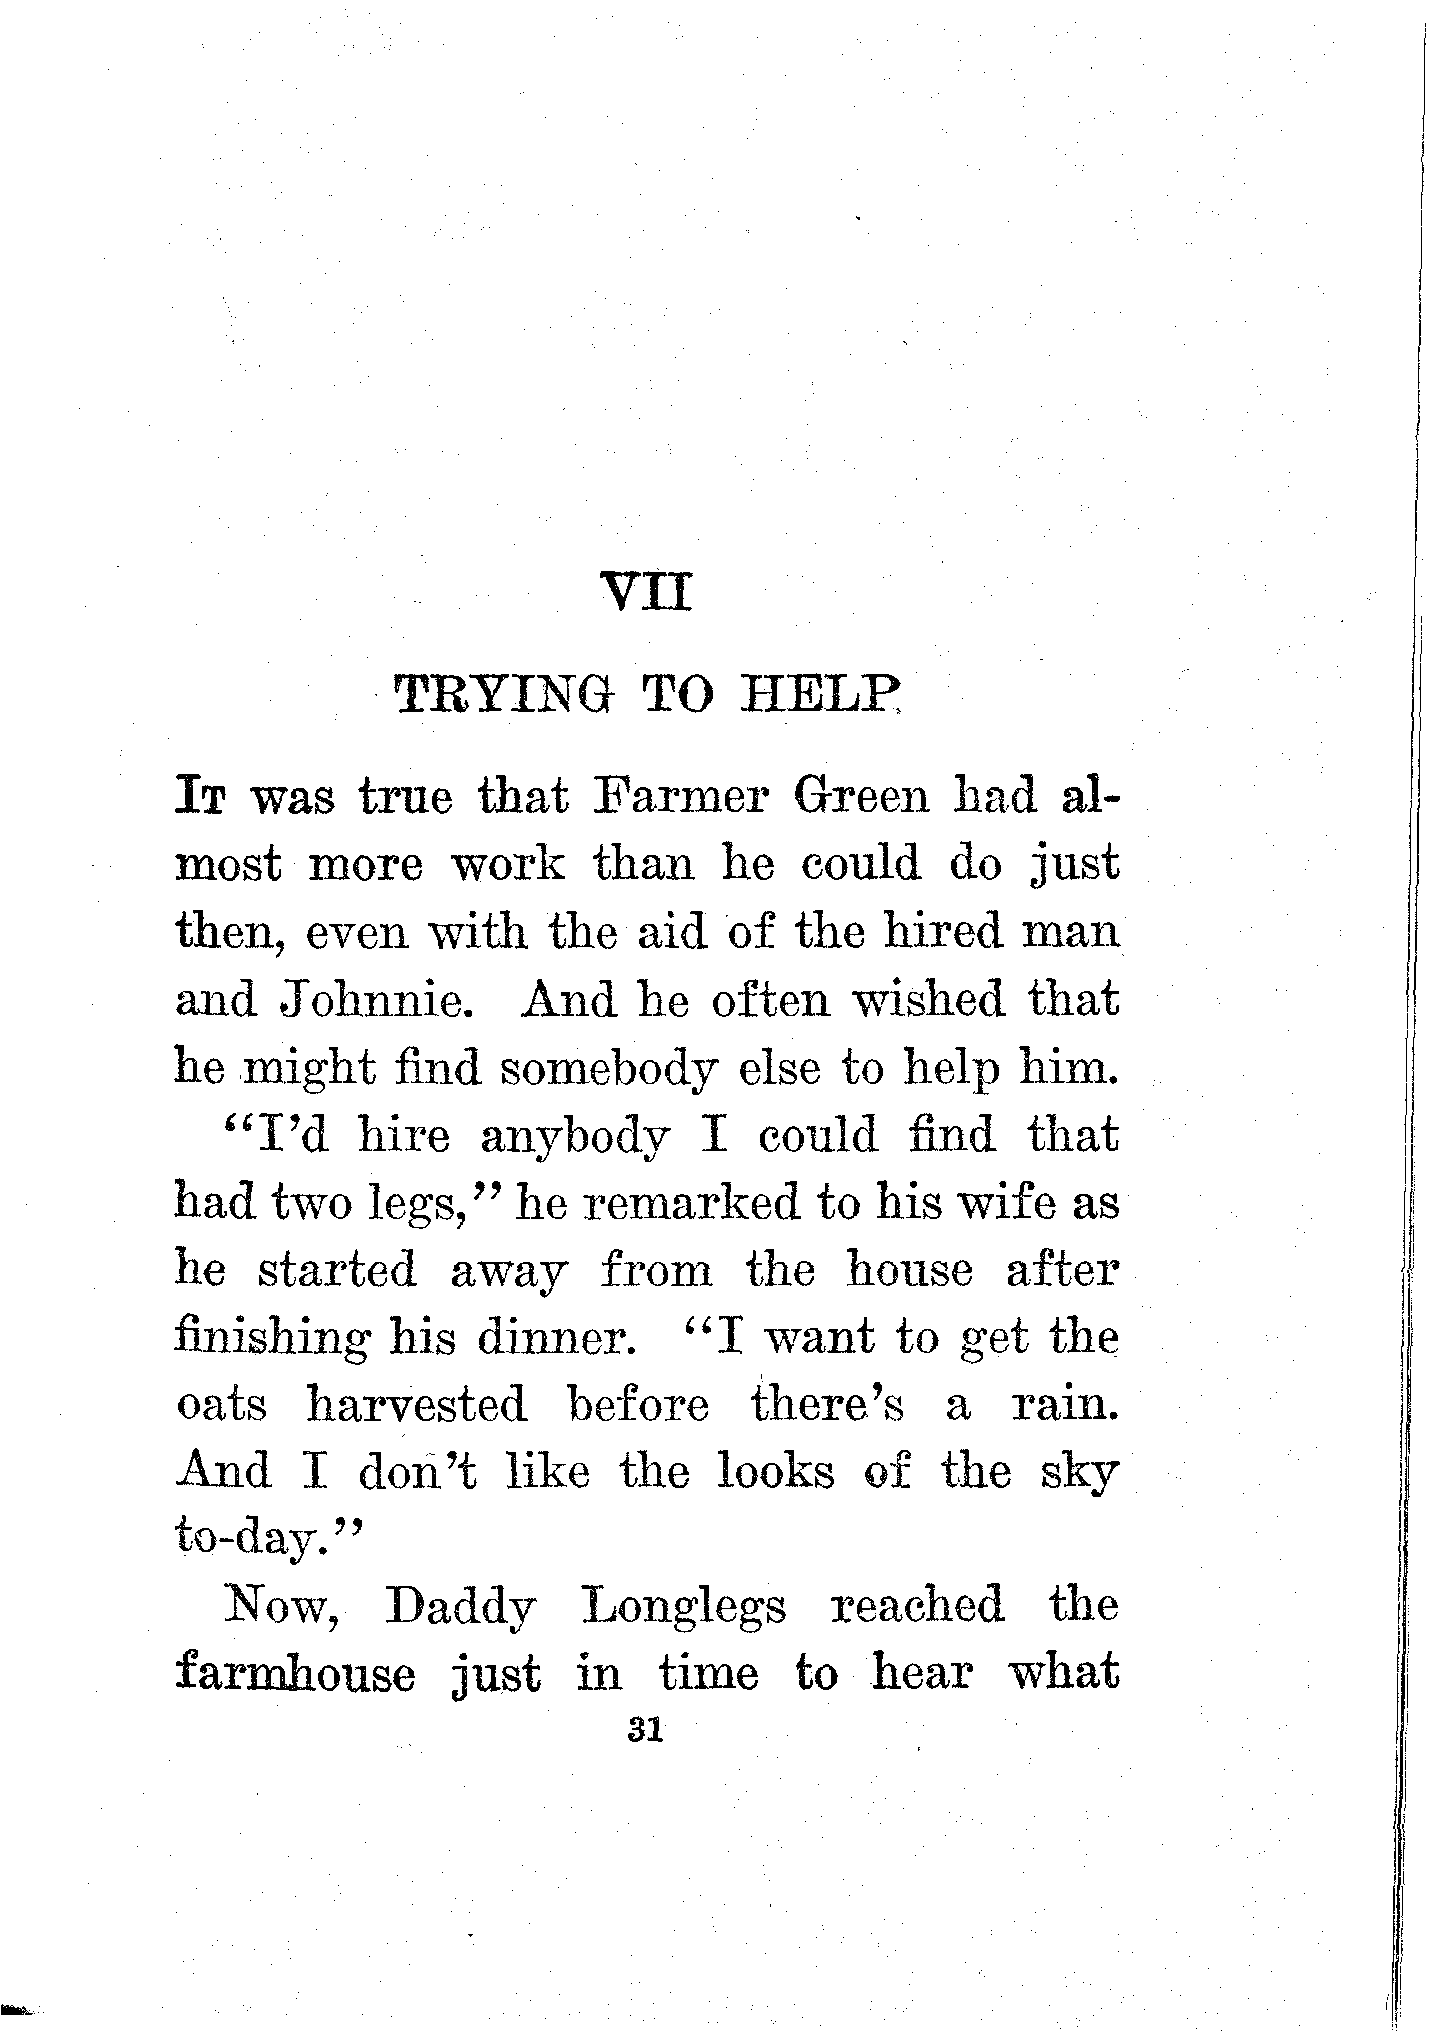 VII
TRYING TO HELP
IT was true that Farmer Green had al-
most more work than he could do just
then, even with the aid of the hired man
and Johnnie. And he often wished that
he might find somebody else to help him.
"I'd hire anybody I could find that
had two legs," he remarked to his wife as
he started away from the house after
finishing his dinner. "I want to get the
oats harvested before there's a rain.
And I don't like the looks of the sky
to-day."
Now, Daddy Longlegs reached the
farmhouse just in time to hear what
31